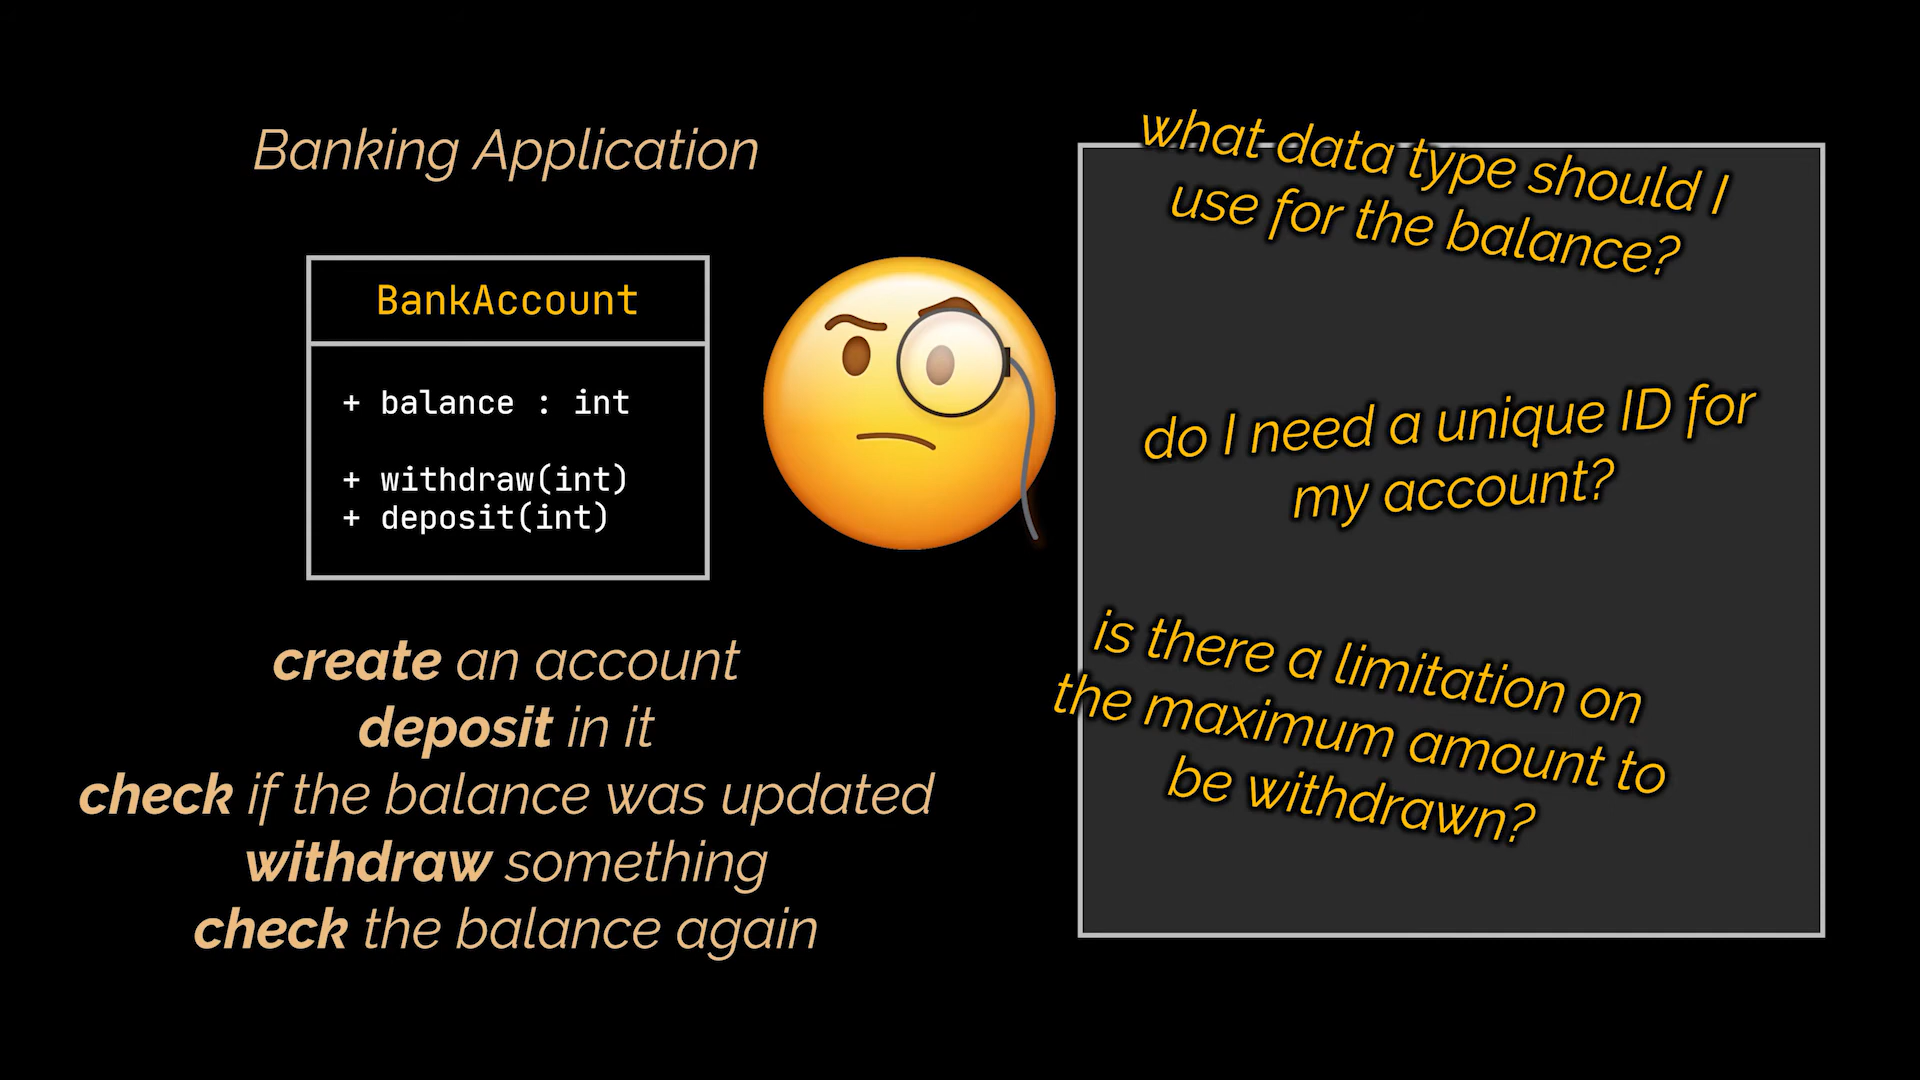 Banking Application
BankAccount
+ balance : int
+ withdraw(int)
+ deposit(int)
create an account
deposit in it
check if the balance was updated
withdraw something
check the balance again
what data type should I
use for the balance?
do I need a unique ID for
my account?
is there a limitation on
the maximum amount to
be withdrawn?